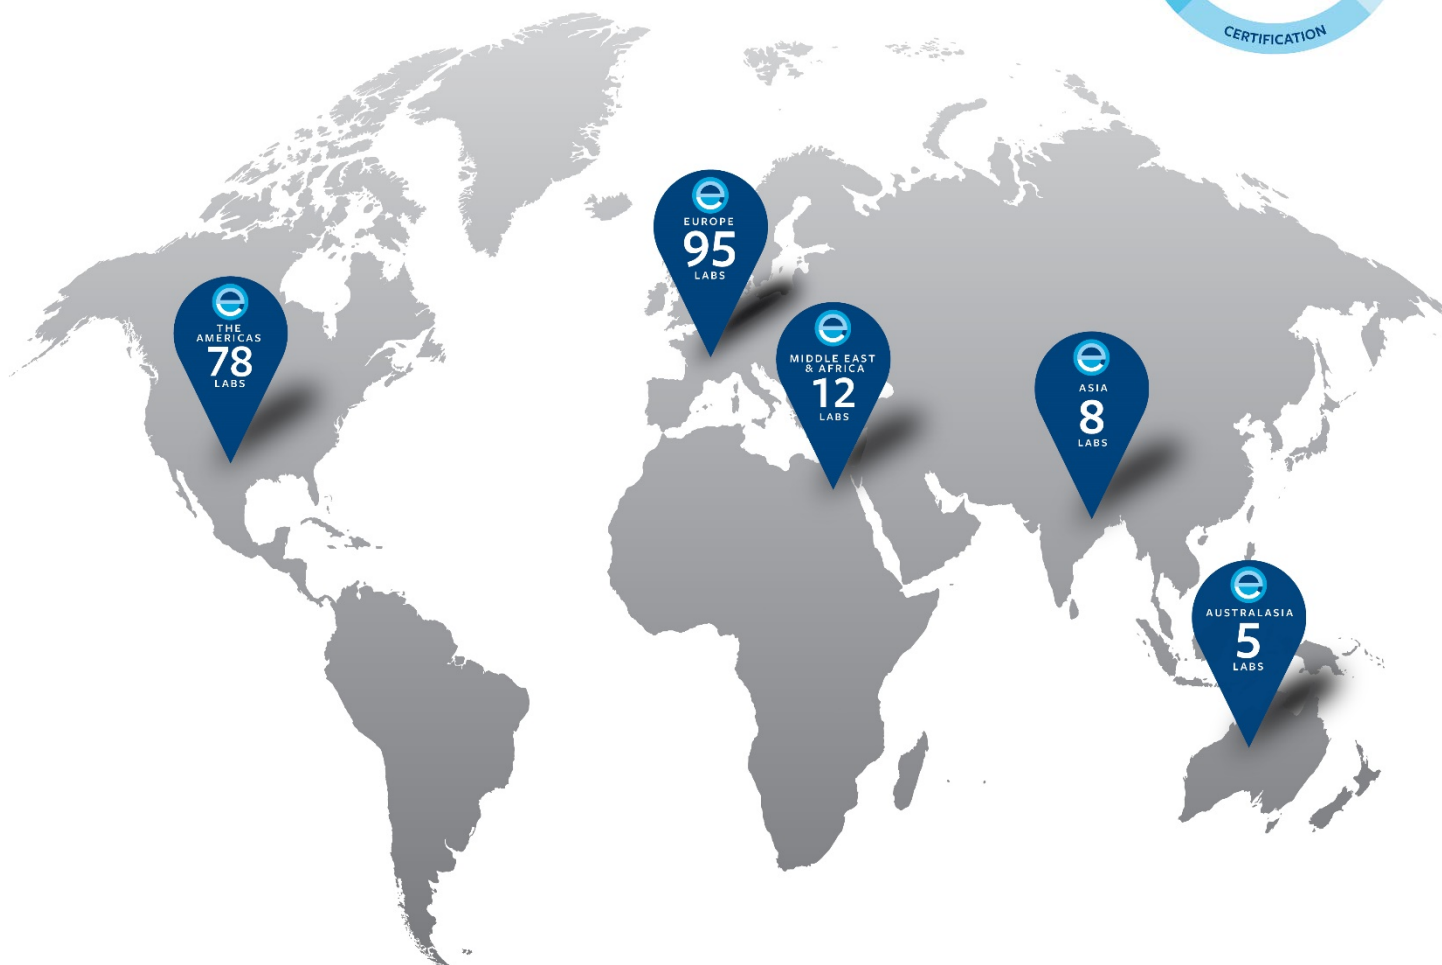 CERTIFICATION
EUROPE
95
LABS
THE
AMERICAS
78
LABS
MIDDLE EAST
& AFRICA
12
LABS
ASIA
8
LABS
AUSTRALASIA
5
LABS